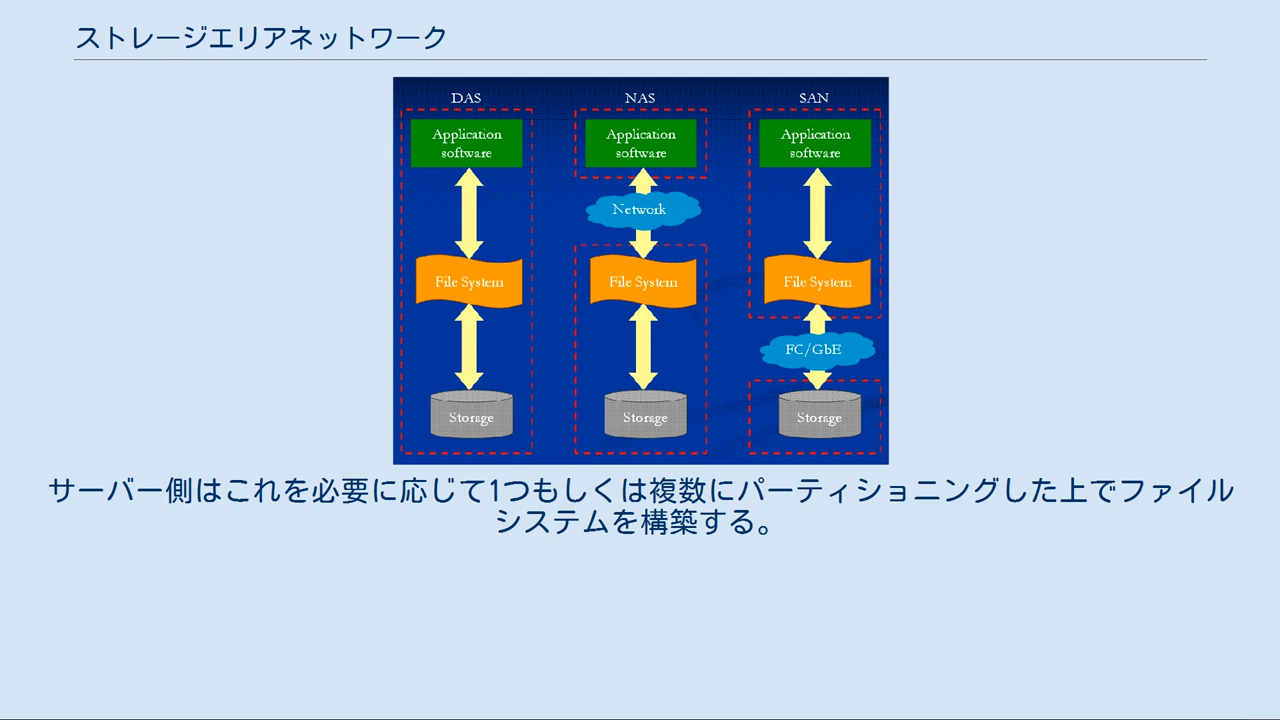 ストレージエリアネットワーク
DAS
NAS
SAN
Application
software
Application
software
Application
software
Network
File System
File System
File System
FC/GbE
Storage
Storage
Storage
サーバー側はこれを必要に応じて1つもしくは複数にパーティショニングした上でファイル
システムを構築する。